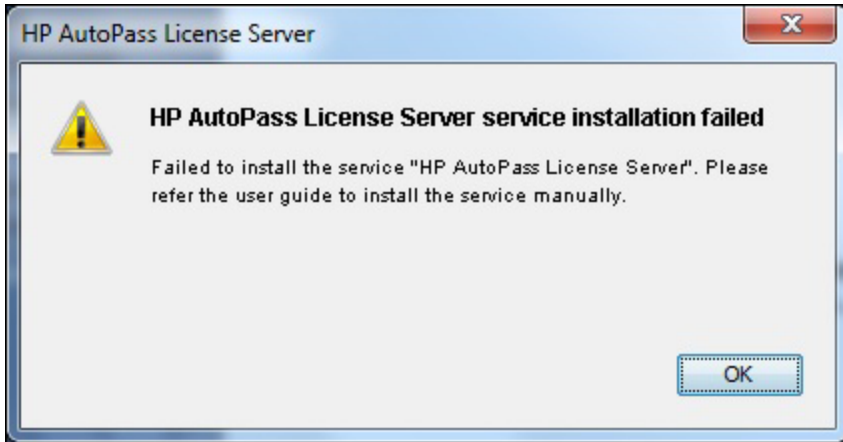 HP AutoPass License Server
HP AutoPass License Server service installation failed
Failed to install the service "HP AutoPass License Server". Please
refer the user guide to install the service manually.
OK